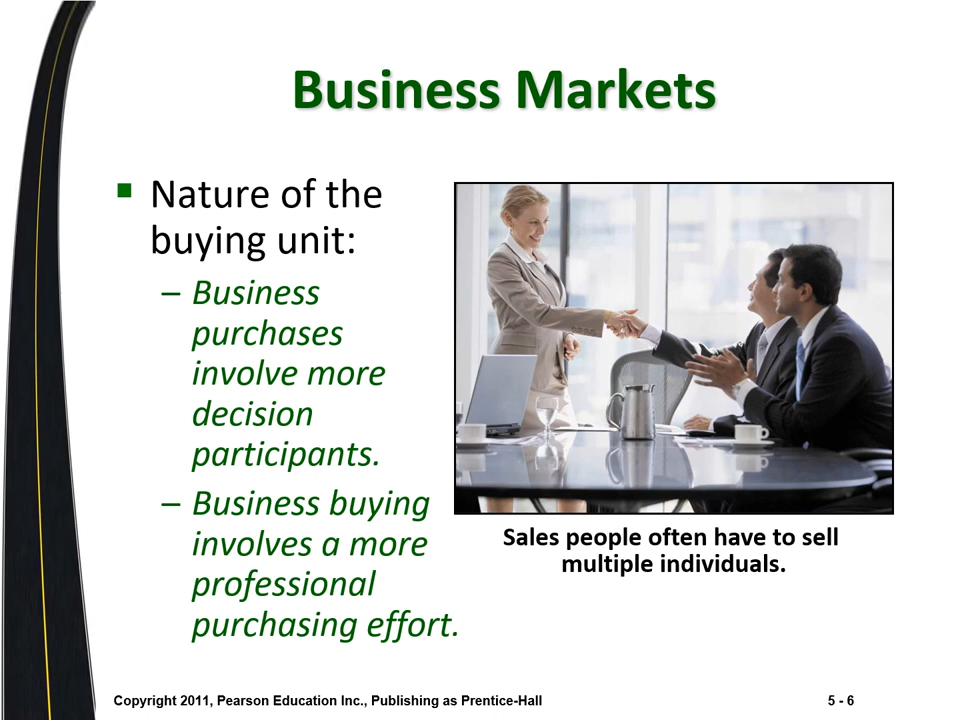 Business Markets
▪ Nature of the
buying unit:
– Business
purchases
involve more
decision
participants.
– Business buying
involves a more
professional
purchasing effort.
Sales people often have to sell
multiple individuals.
Copyright 2011, Pearson Education Inc., Publishing as Prentice-Hall
5 - 6